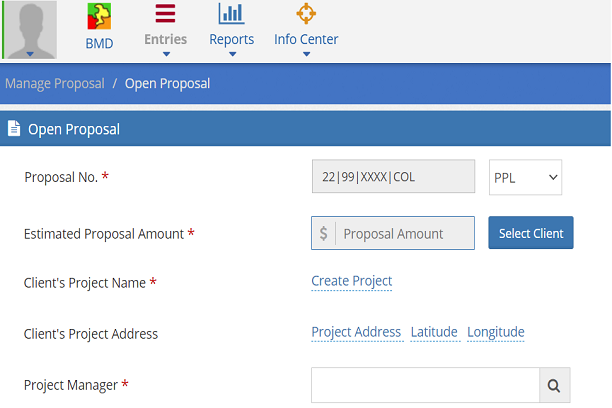 BMD Entries Reports Info Center
Manage Proposal / Open Proposal
Open Proposal
Proposal No. * 22|99|XXXX|COL PPL
Estimated Proposal Amount * $ Proposal Amount Select Client
Client's Project Name * Create Project
Client's Project Address Project Address Latitude Longitude
Project Manager *